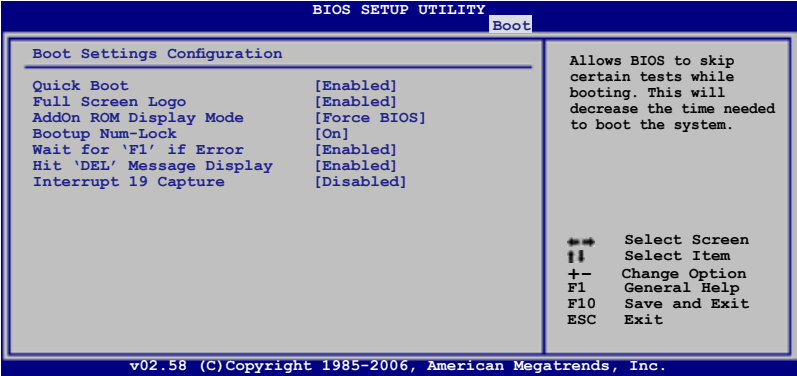 BIOS SETUP UTILITY
Boot
Boot Settings Configuration
Quick Boot [Enabled]
Full Screen Logo [Enabled]
AddOn ROM Display Mode [Force BIOS]
Bootup Num-Lock [On]
Wait for ‘F1’ if Error [Enabled]
Hit ‘DEL’ Message Display [Enabled]
Interrupt 19 Capture [Disabled]
Allows BIOS to skip
certain tests while
booting. This will
decrease the time needed
to boot the system.
←→ Select Screen
↑↓ Select Item
+- Change Option
F1 General Help
F10 Save and Exit
ESC Exit
v02.58 (C)Copyright 1985-2006, American Megatrends, Inc.